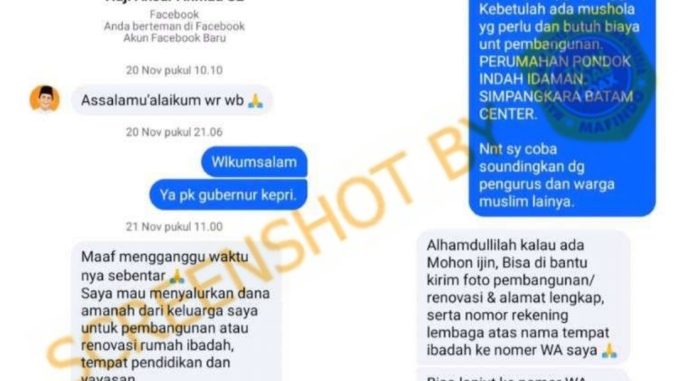 Facebook
Anda berteman di Facebook
Akun Facebook Baru
20 Nov pukul 10.10
Assalamu'alaikum wr wb 🙏
20 Nov pukul 21.06
Wlkumsalam
Ya pk gubernur kepri.
21 Nov pukul 11.00
Maaf mengganggu waktu
nya sebentar 🙏
Saya mau menyalurkan dana
amanah dari keluarga saya
untuk pembangunan atau
renovasi rumah ibadah,
tempat pendidikan dan
yayasan
Kebetulan ada mushola
yg perlu dan butuh biaya
unt pembangunan.
PERUMAHAN PONDOK
INDAH IDAMAN.
SIMPANGKARA BATAM
CENTER.
Nnt sy coba
soundingkan dg
pengurus dan warga
muslim lainya.
Alhamdullilah kalau ada
Mohon ijin, Bisa di bantu
kirim foto pembangunan/
renovasi & alamat lengkap,
serta nomor rekening
lembaga atas nama tempat
ibadah ke nomer WA saya 🙏
SCREENSHOT BY
MAFINDO